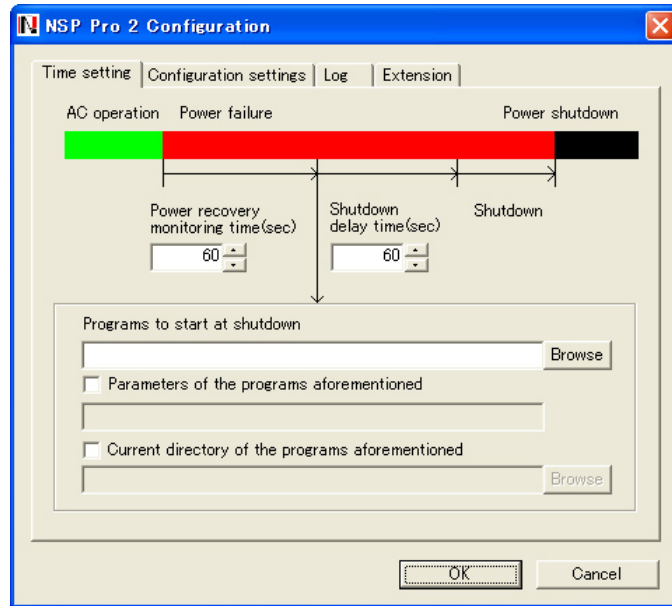 NSP Pro 2 Configuration
Time setting
Configuration settings
Log
Extension
AC operation
Power failure
Power shutdown
Power recovery
monitoring time(sec)
Shutdown
delay time(sec)
Shutdown
60
60
Programs to start at shutdown
Browse
Parameters of the programs aforementioned
Current directory of the programs aforementioned
Browse
OK
Cancel